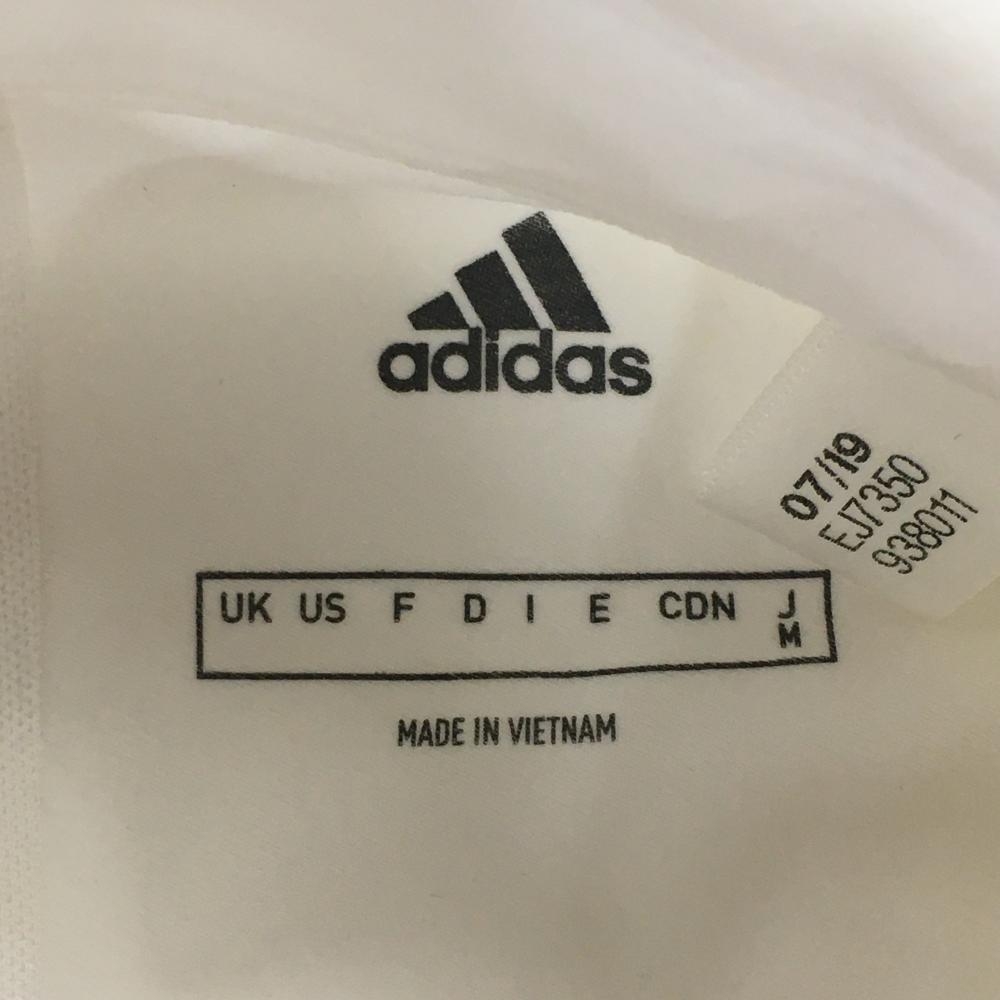 adidas
07/19
EJ7350
938011
UK US F D I E CDN J
M
MADE IN VIETNAM